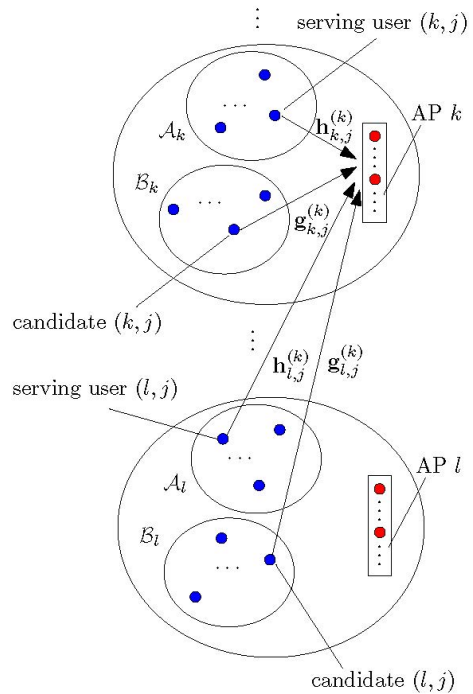 serving user (k, j)
AP k
𝒜_k
h_{k,j}^{(k)}
ℬ_k
g_{k,j}^{(k)}
candidate (k, j)
h_{l,j}^{(k)}
g_{l,j}^{(k)}
serving user (l, j)
𝒜_l
AP l
ℬ_l
candidate (l, j)